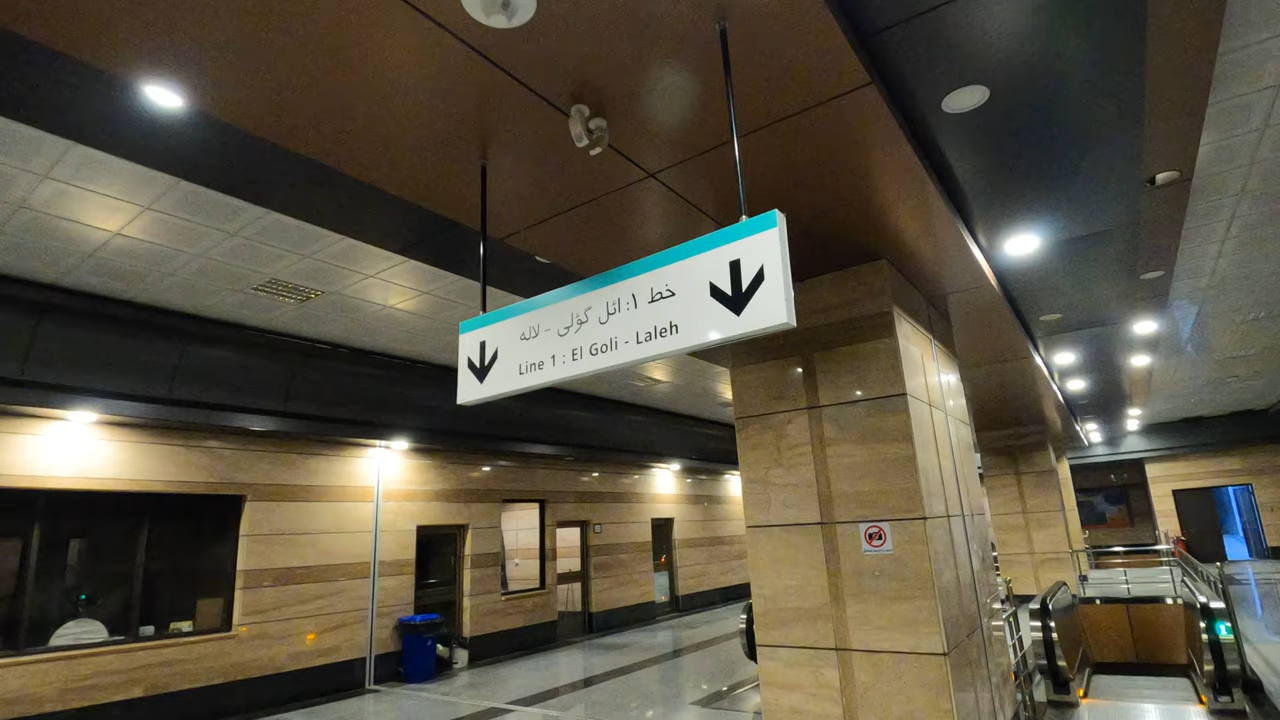 خط ۱: ائل گؤلی - لاله
Line 1 : El Goli - Laleh